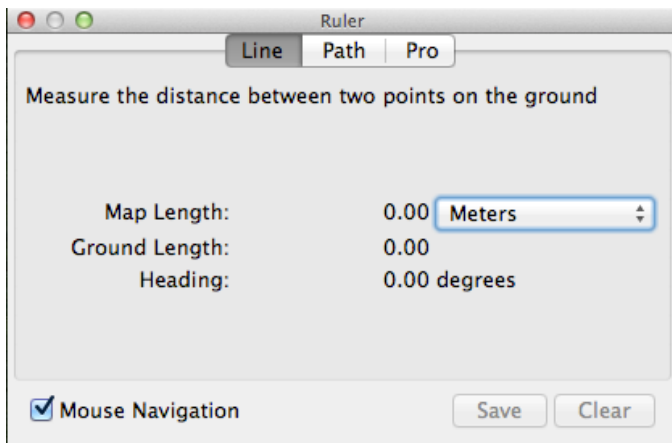 Ruler
Line Path Pro
Measure the distance between two points on the ground
Map Length: 0.00 Meters
Ground Length: 0.00
Heading: 0.00 degrees
Mouse Navigation Save Clear